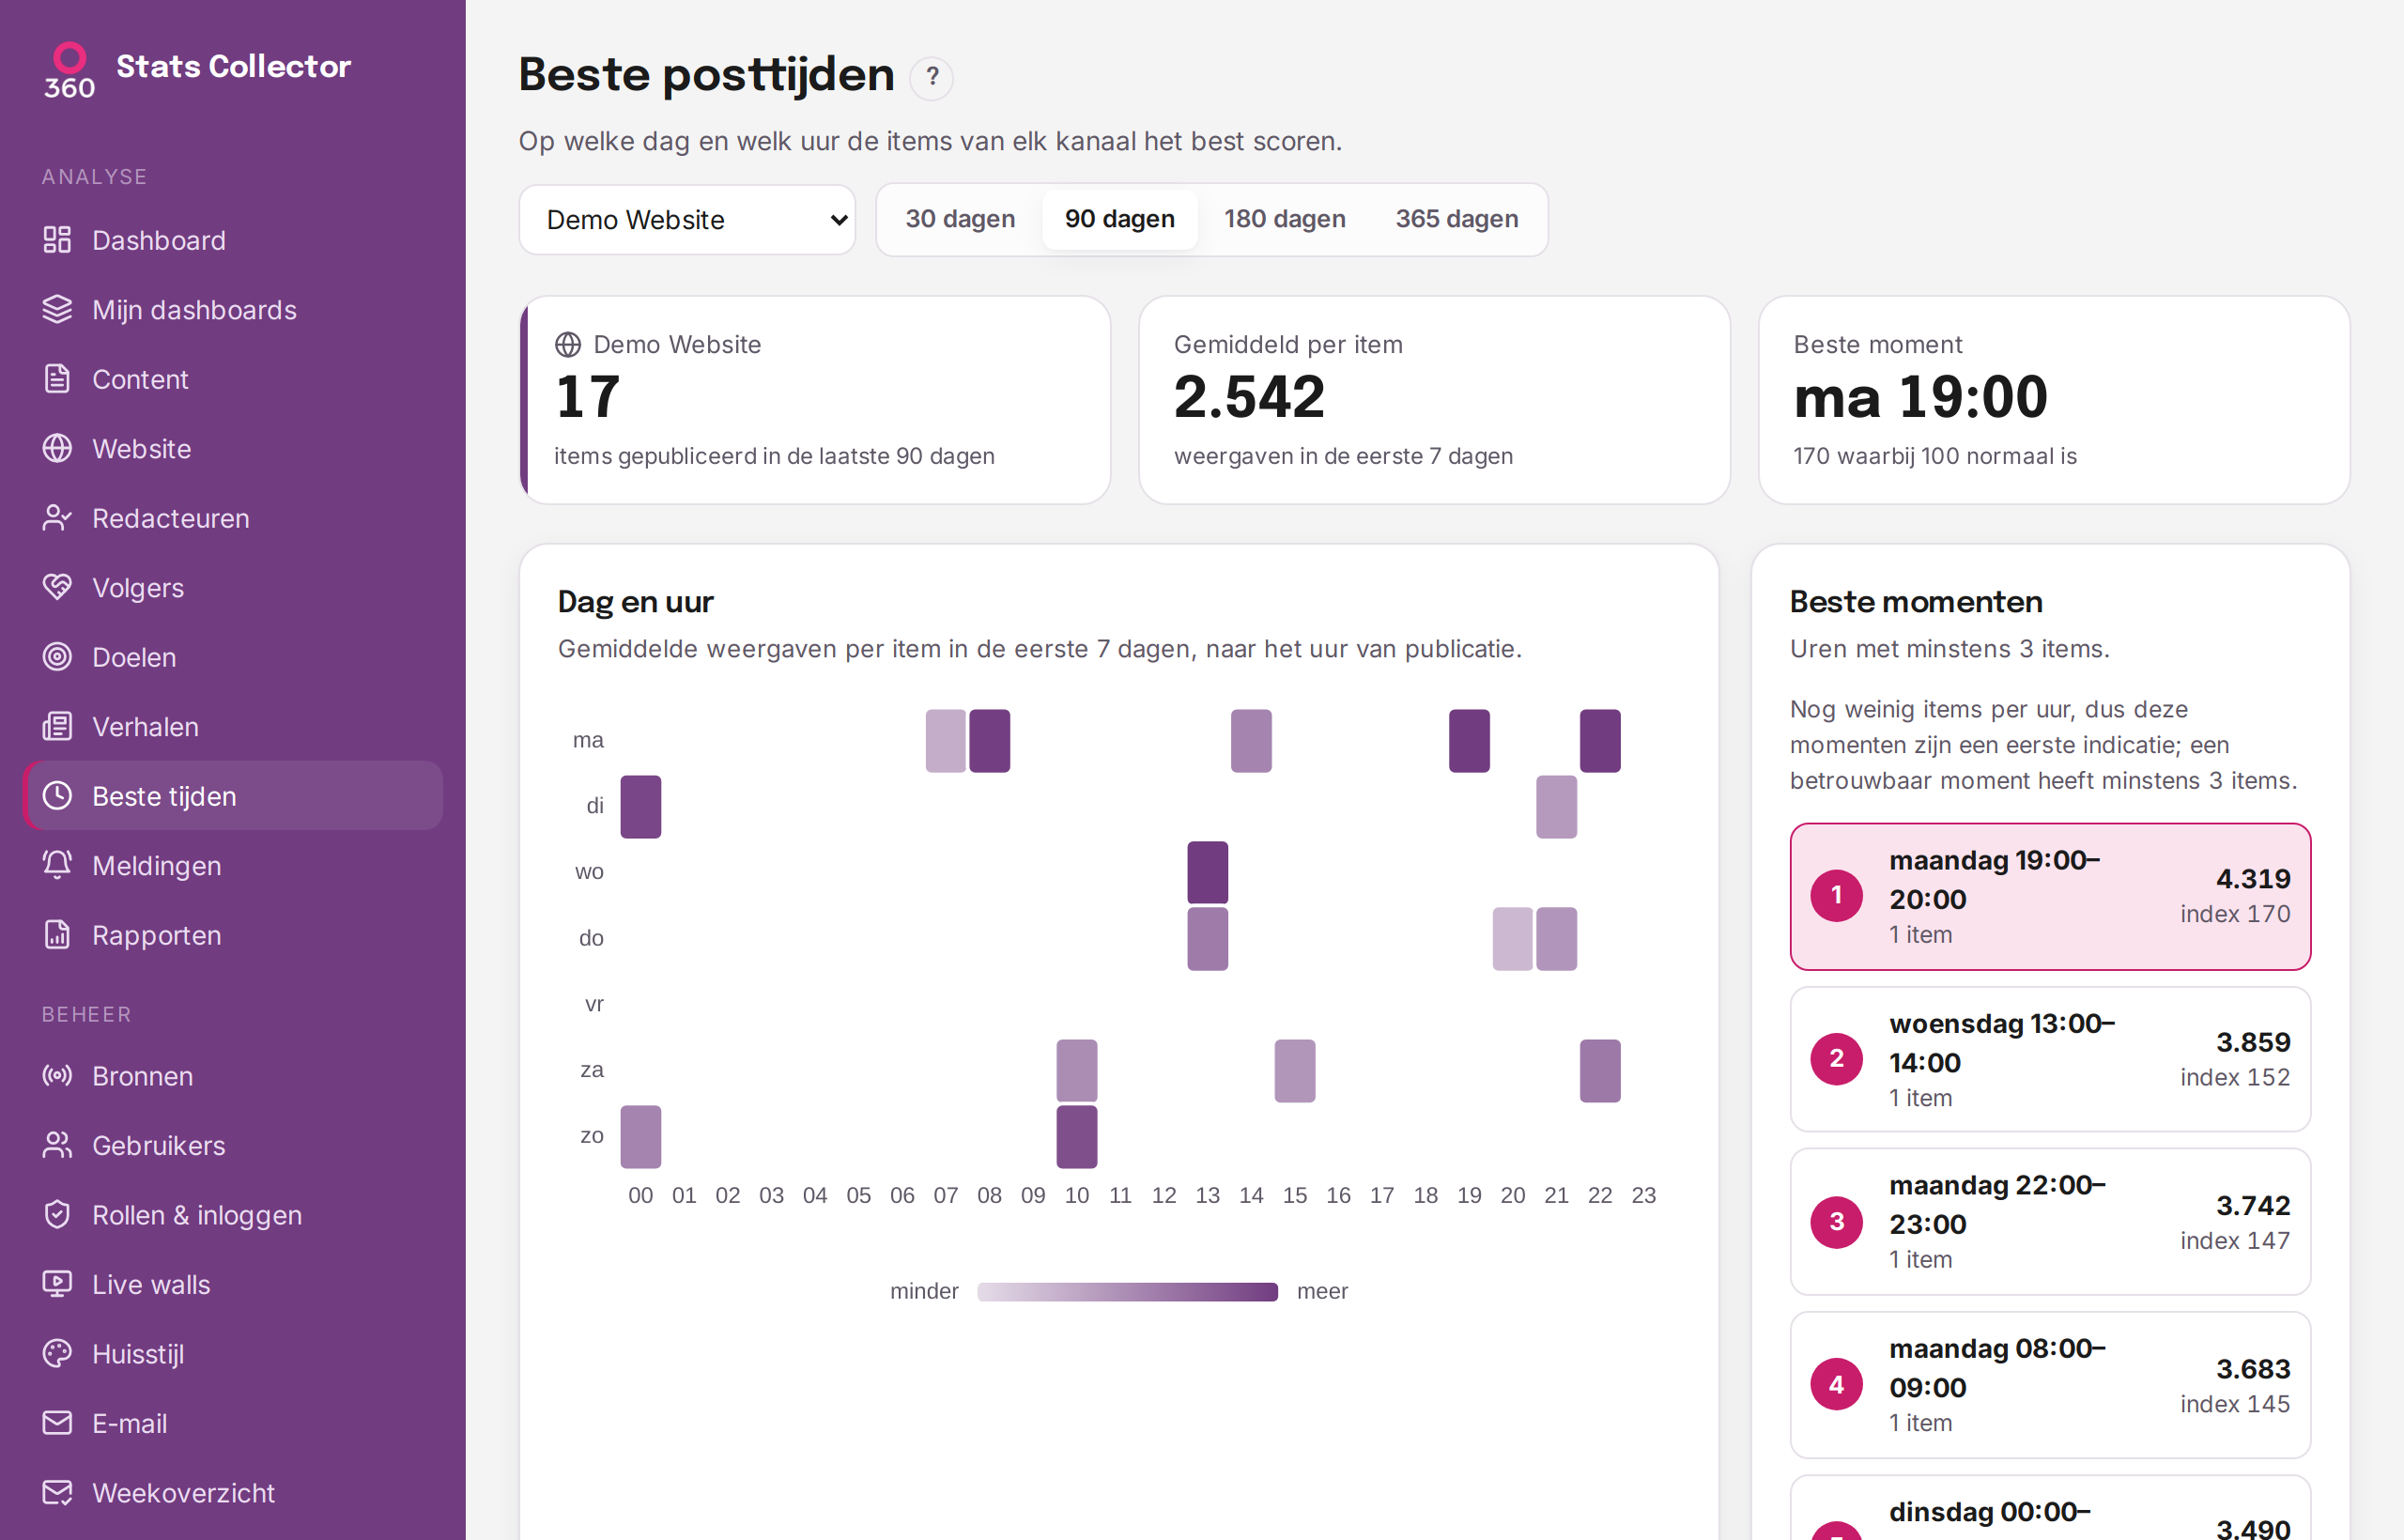 360
Stats Collector
ANALYSE
Dashboard
Mijn dashboards
Content
Website
Redacteuren
Volgers
Doelen
Verhalen
Beste tijden
Meldingen
Rapporten
BEHEER
Bronnen
Gebruikers
Rollen & inloggen
Live walls
Huisstijl
E-mail
Weekoverzicht
Beste posttijden ?
Op welke dag en welk uur de items van elk kanaal het best scoren.
Demo Website
30 dagen 90 dagen 180 dagen 365 dagen
Demo Website
17
items gepubliceerd in de laatste 90 dagen
Gemiddeld per item
2.542
weergaven in de eerste 7 dagen
Beste moment
ma 19:00
170 waarbij 100 normaal is
Dag en uur
Gemiddelde weergaven per item in de eerste 7 dagen, naar het uur van publicatie.
ma
di
wo
do
vr
za
zo
00 01 02 03 04 05 06 07 08 09 10 11 12 13 14 15 16 17 18 19 20 21 22 23
minder meer
Beste momenten
Uren met minstens 3 items.
Nog weinig items per uur, dus deze
momenten zijn een eerste indicatie; een
betrouwbaar moment heeft minstens 3 items.
1
maandag 19:00–
20:00
1 item
4.319
index 170
2
woensdag 13:00–
14:00
1 item
3.859
index 152
3
maandag 22:00–
23:00
1 item
3.742
index 147
4
maandag 08:00–
09:00
1 item
3.683
index 145
dinsdag 00:00–
3.490